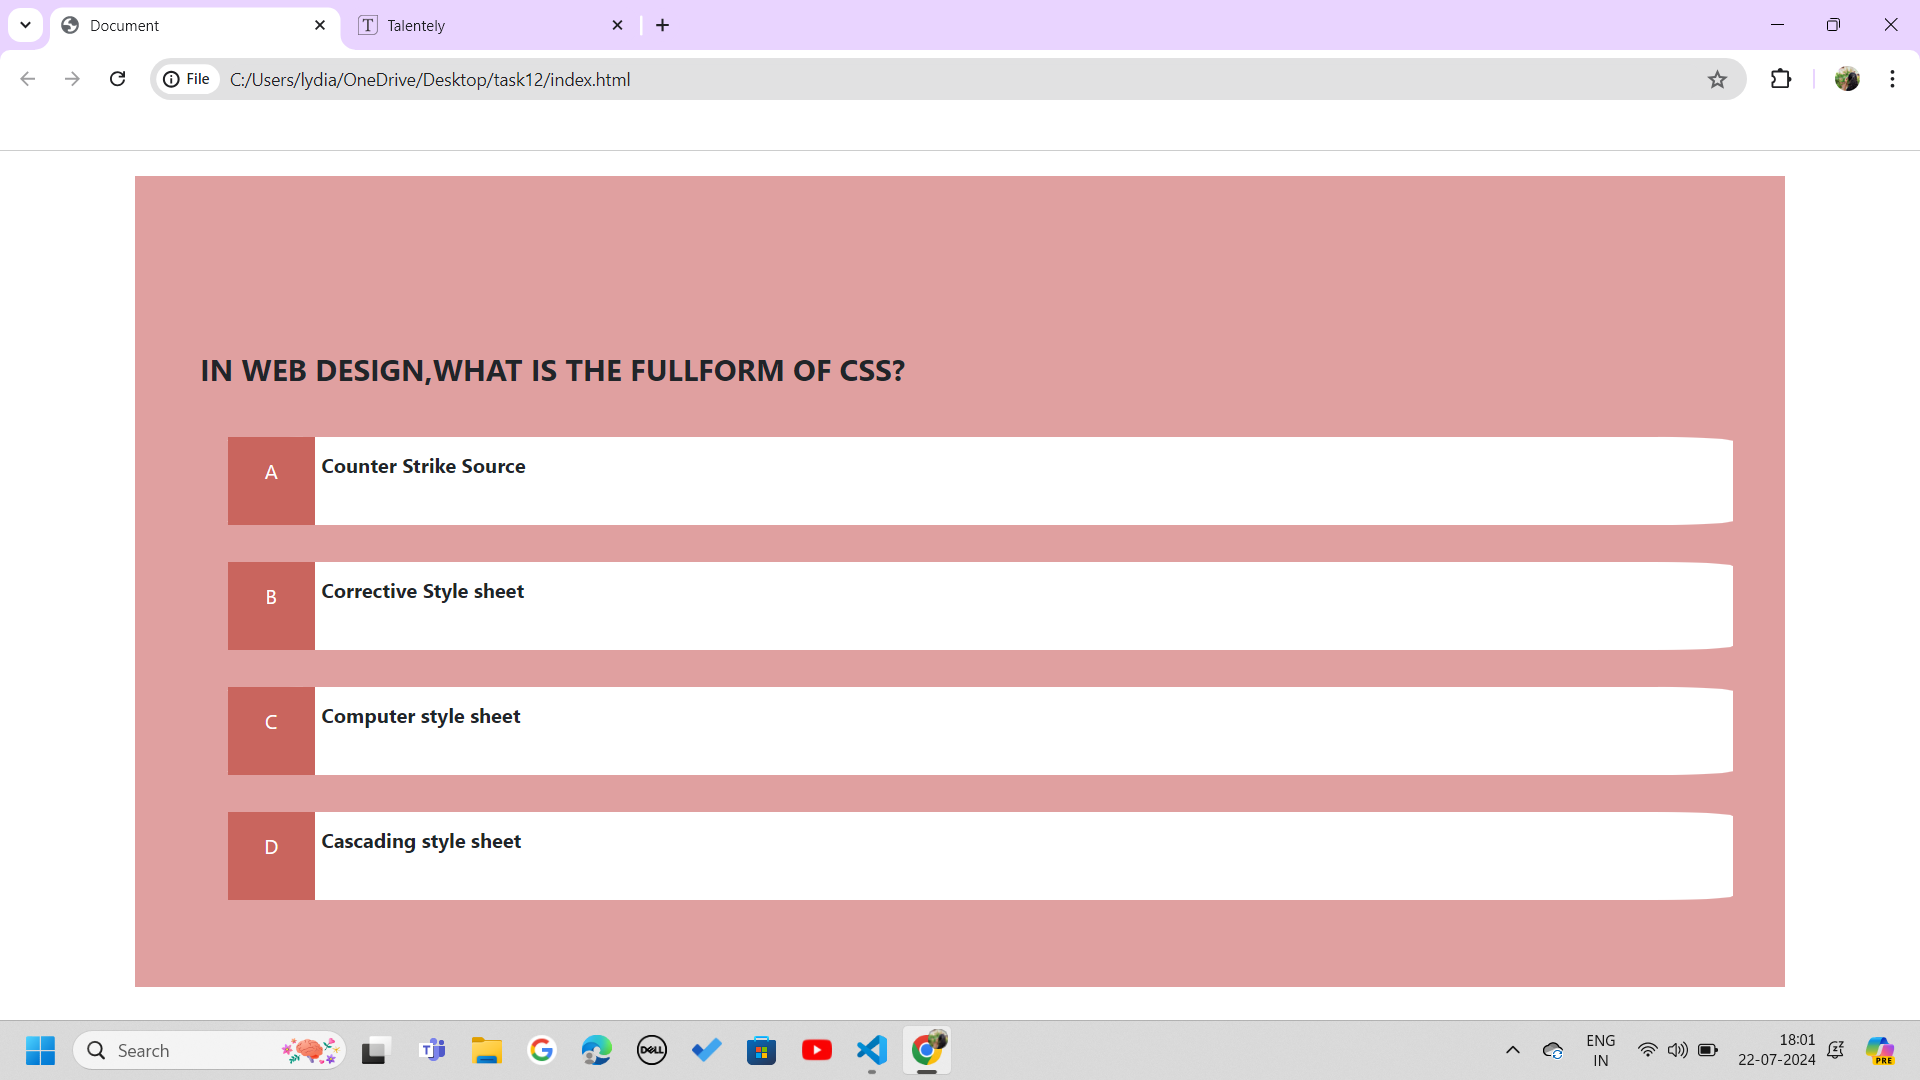 Document
Talentely
File
C:/Users/lydia/OneDrive/Desktop/task12/index.html
IN WEB DESIGN,WHAT IS THE FULLFORM OF CSS?
A
Counter Strike Source
B
Corrective Style sheet
C
Computer style sheet
D
Cascading style sheet
Search
DELL
ENG
IN
18:01
22-07-2024
PRE